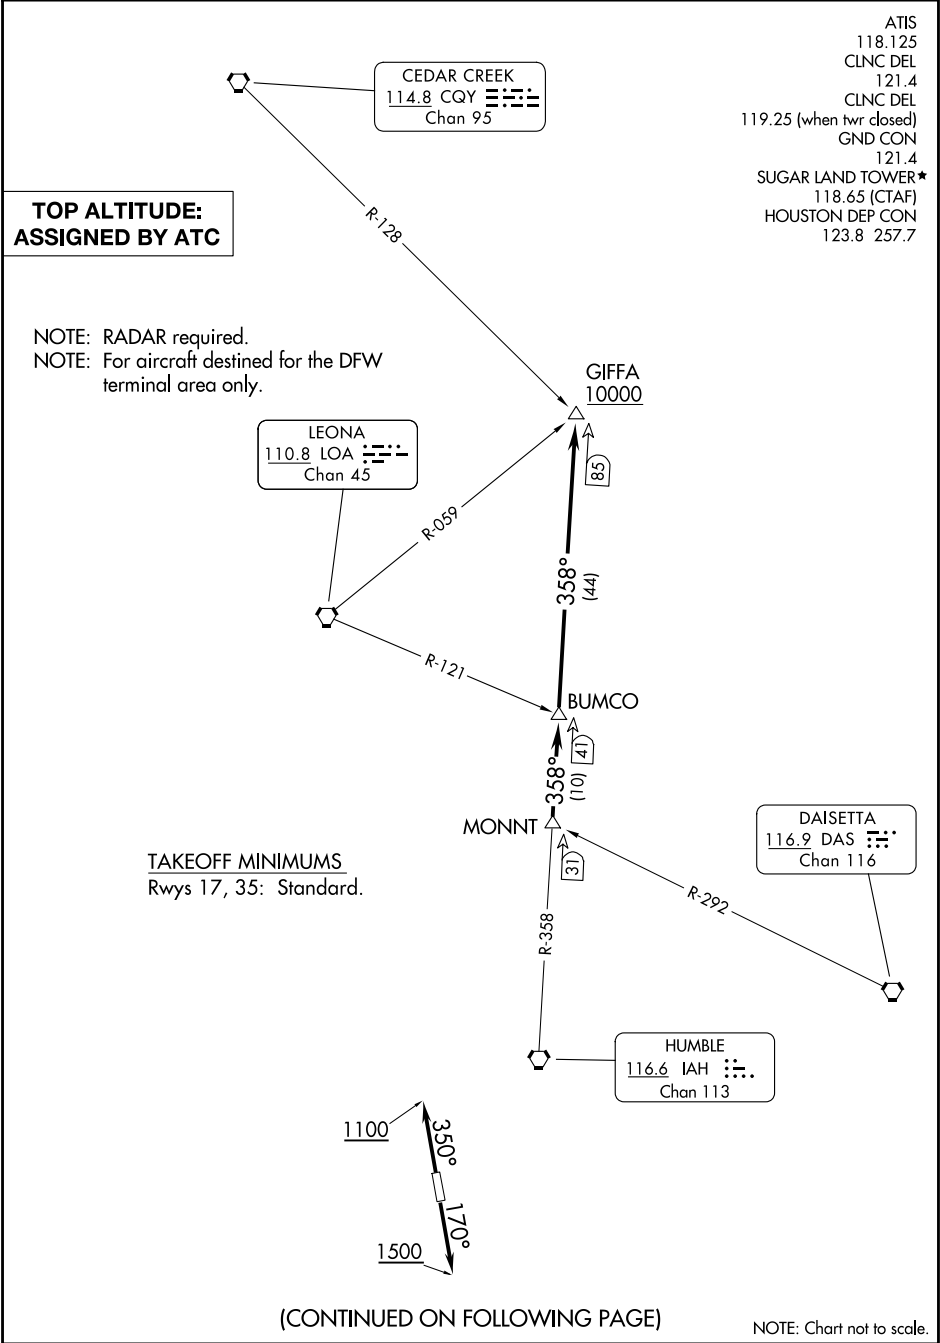 ATIS
118.125
CLNC DEL
121.4
CLNC DEL
119.25 (when twr closed)
GND CON
121.4
SUGAR LAND TOWER★
118.65 (CTAF)
HOUSTON DEP CON
123.8 257.7
CEDAR CREEK
114.8 CQY
Chan 95
TOP ALTITUDE:
ASSIGNED BY ATC
R-128
NOTE: RADAR required.
NOTE: For aircraft destined for the DFW
terminal area only.
GIFFA
10000
LEONA
110.8 LOA
Chan 45
85
R-059
358°
(44)
R-121
BUMCO
41
358°
(10)
MONNT
31
DAISETTA
116.9 DAS
Chan 116
TAKEOFF MINIMUMS
Rwys 17, 35: Standard.
R-292
R-358
HUMBLE
116.6 IAH
Chan 113
1100
350°
170°
1500
(CONTINUED ON FOLLOWING PAGE)
NOTE: Chart not to scale.